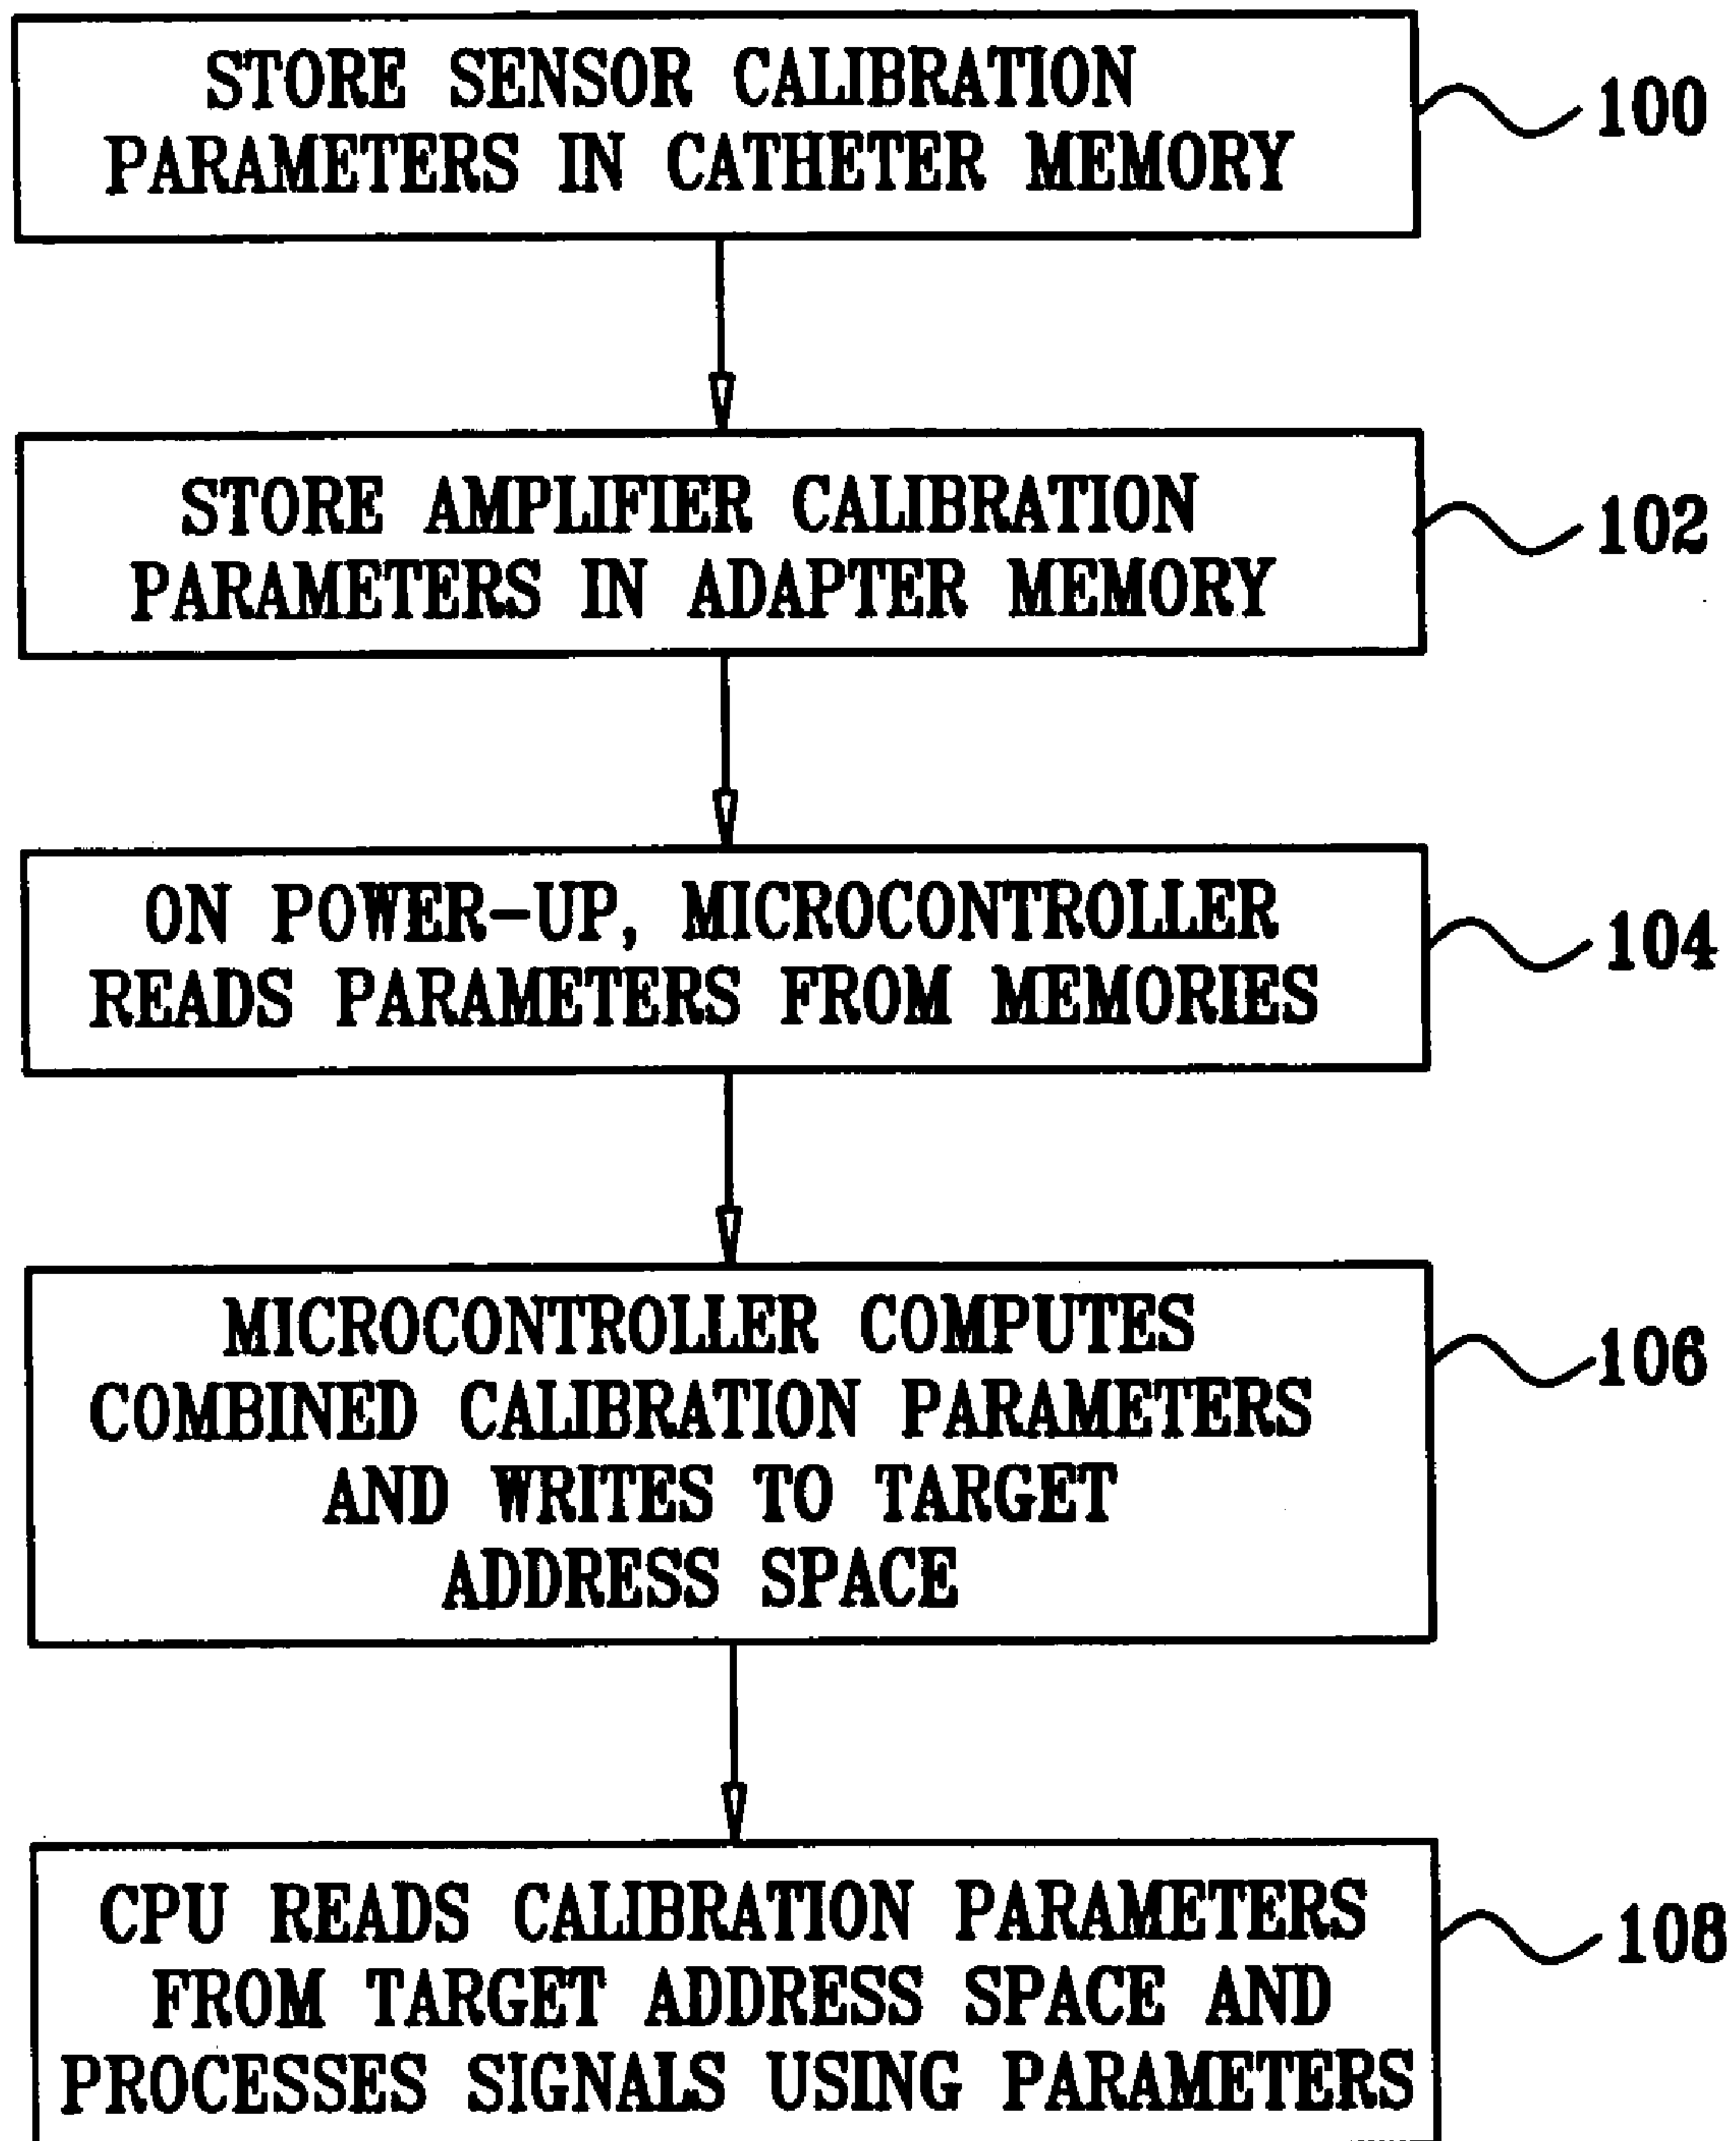 STORE SENSOR CALIBRATION
PARAMETERS IN CATHETER MEMORY
100
STORE AMPLIFIER CALIBRATION
PARAMETERS IN ADAPTER MEMORY
102
ON POWER-UP, MICROCONTROLLER
READS PARAMETERS FROM MEMORIES
104
MICROCONTROLLER COMPUTES
COMBINED CALIBRATION PARAMETERS
AND WRITES TO TARGET
ADDRESS SPACE
106
CPU READS CALIBRATION PARAMETERS
FROM TARGET ADDRESS SPACE AND
PROCESSES SIGNALS USING PARAMETERS
108